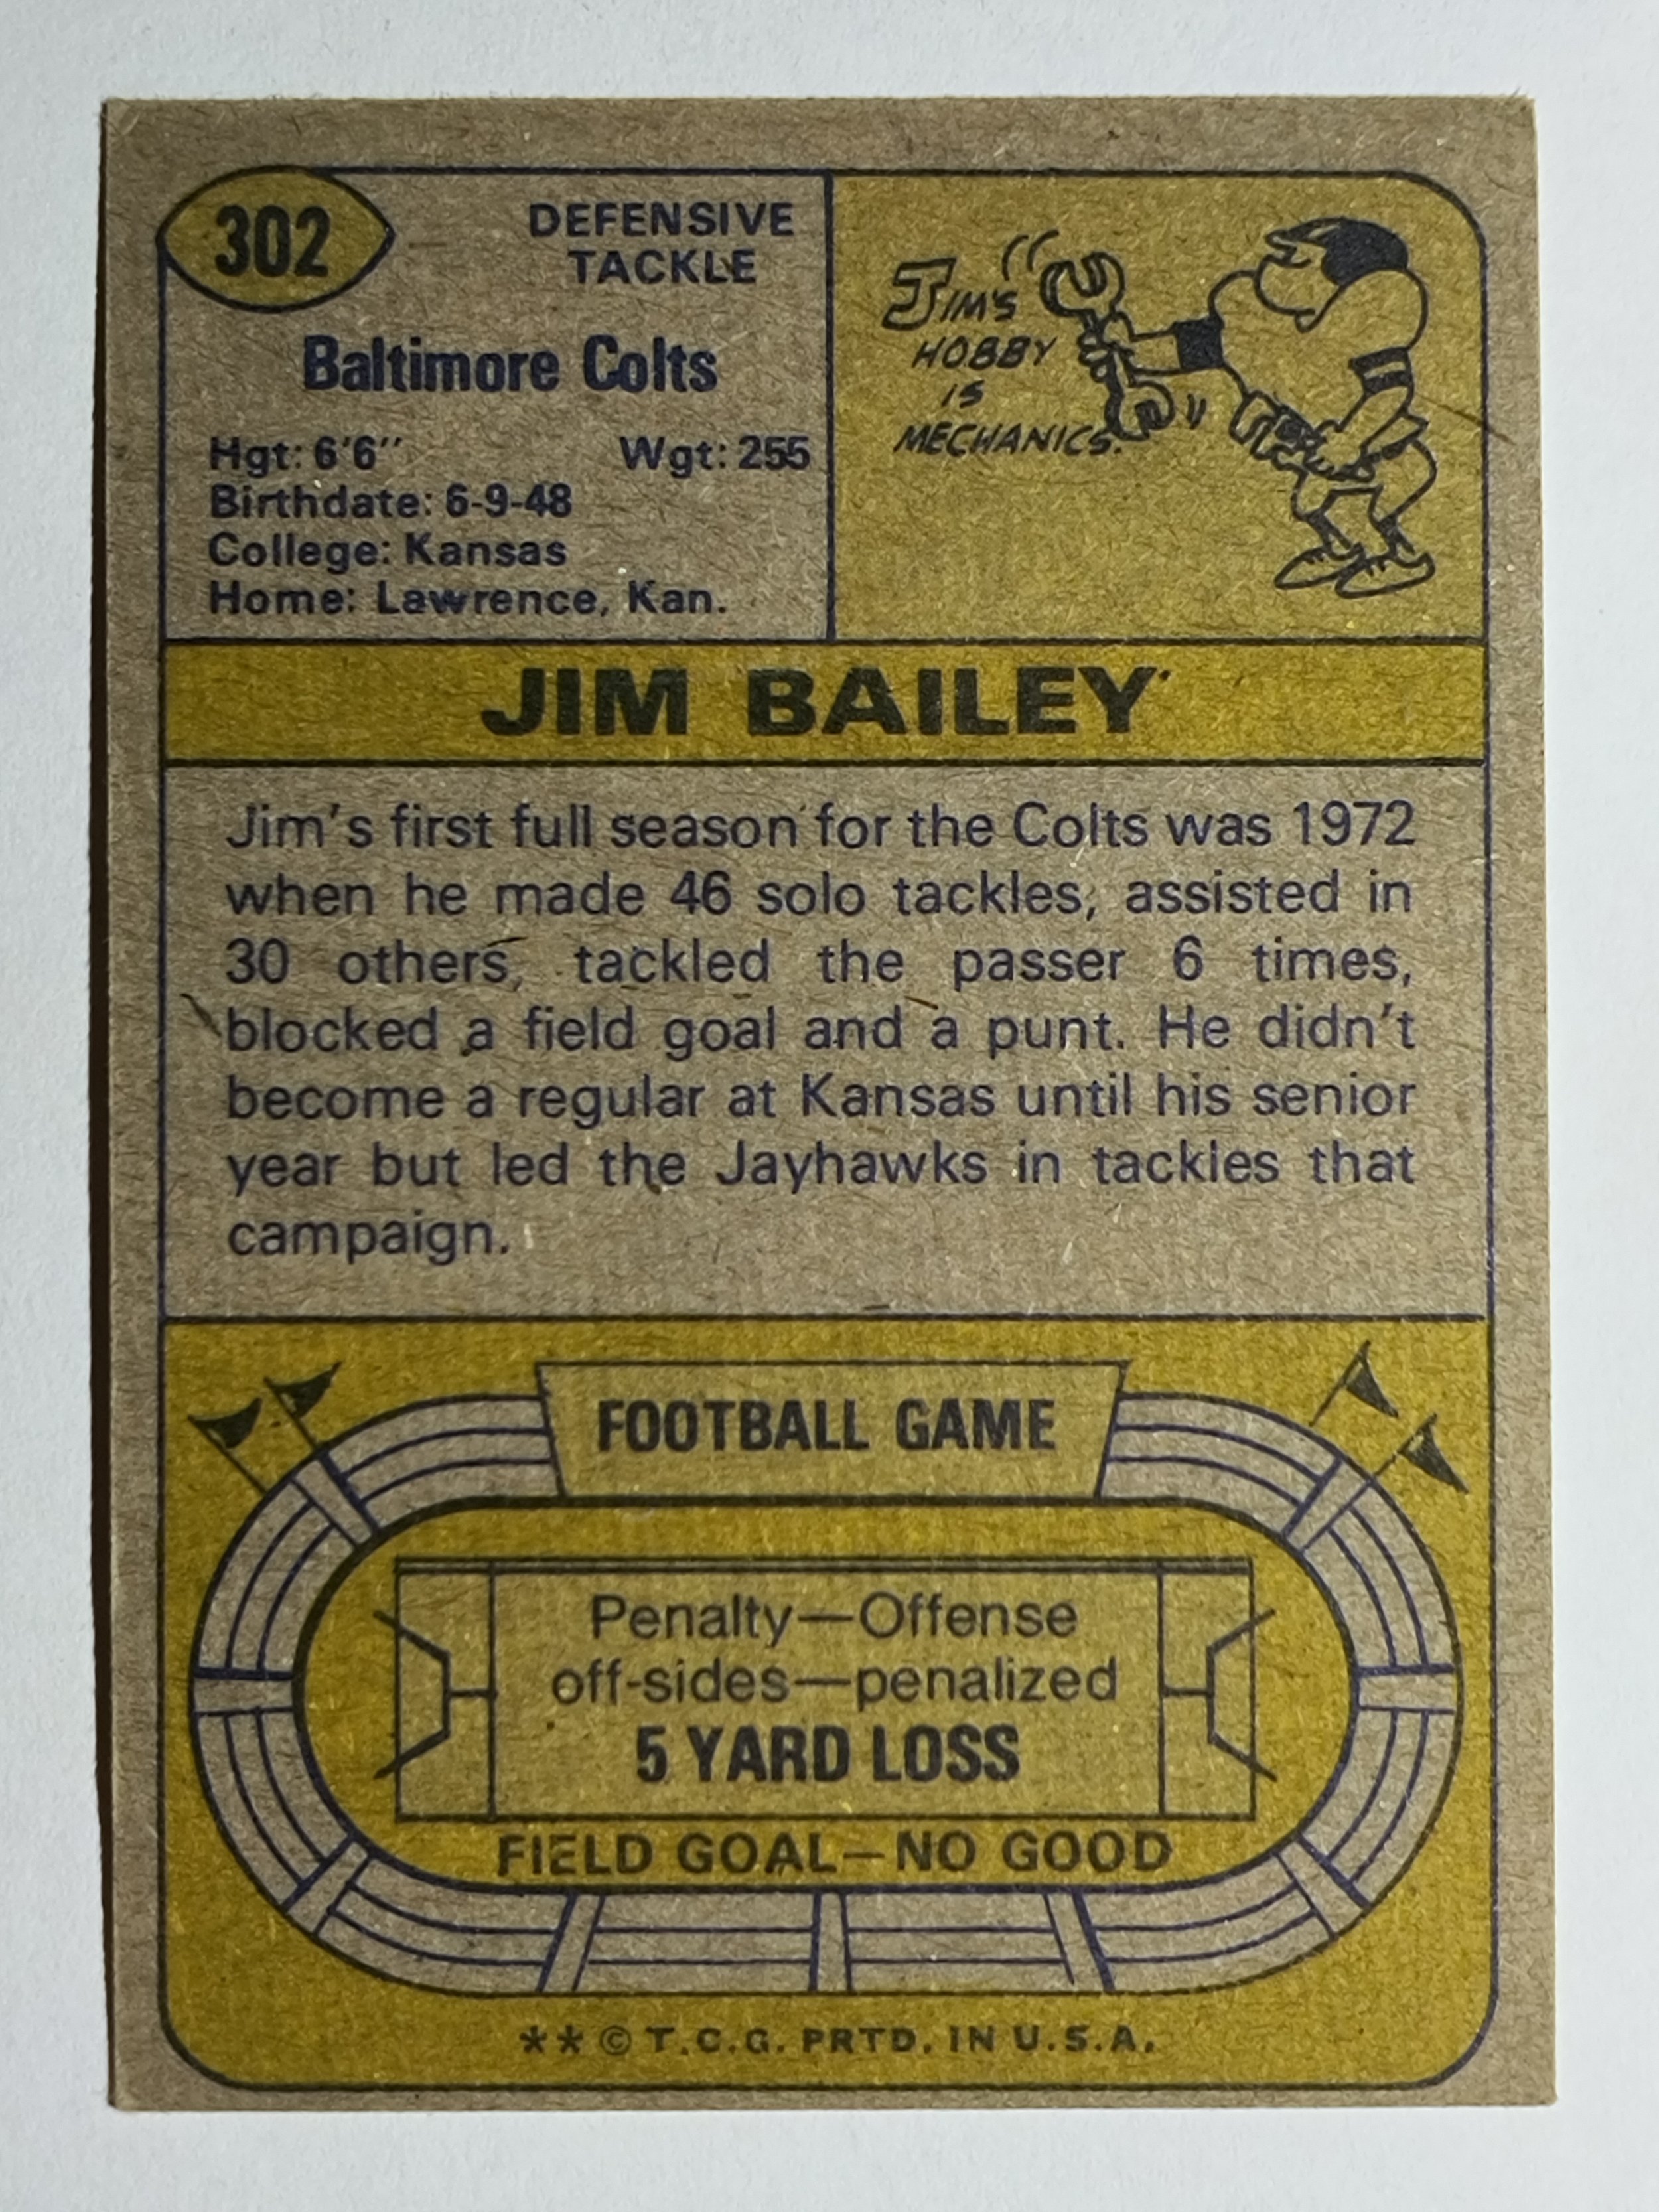 302
DEFENSIVE
TACKLE
Baltimore Colts
Hgt: 6'6'' Wgt: 255
Birthdate: 6-9-48
College: Kansas
Home: Lawrence, Kan.
JIM'S
HOBBY
IS
MECHANICS.
JIM BAILEY
Jim's first full season for the Colts was 1972
when he made 46 solo tackles, assisted in
30 others, tackled the passer 6 times,
blocked a field goal and a punt. He didn't
become a regular at Kansas until his senior
year but led the Jayhawks in tackles that
campaign.
FOOTBALL GAME
Penalty—Offense
off-sides—penalized
5 YARD LOSS
FIELD GOAL—NO GOOD
**© T.C.G. PRTD. IN U.S.A.